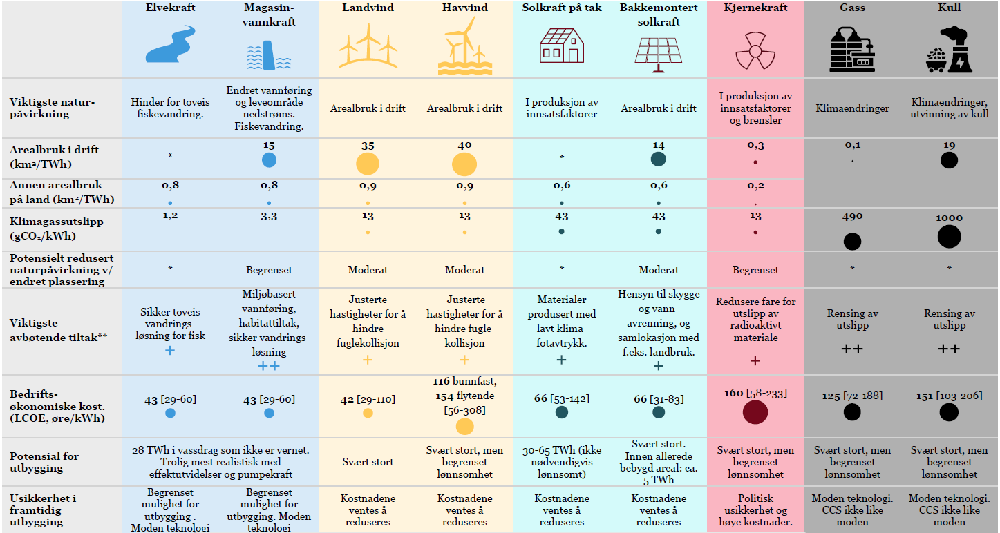 Elvekraft
Magasin-
vannkraft
Landvind
Havvind
Solkraft på tak
Bakkemontert
solkraft
Kjernekraft
Gass
Kull
Viktigste natur-
påvirkning
Hinder for toveis
fiskevandring.
Endret vannføring
og leveområde
nedstrøms.
Fiskevandring.
Arealbruk i drift
Arealbruk i drift
I produksjon av
innsatsfaktorer
Arealbruk i drift
I produksjon av
innsatsfaktorer
og brensler
Klimaendringer
Klimaendringer,
utvinning av kull
Arealbruk i drift
(km²/TWh)
*
15
35
40
*
14
0,3
0,1
19
Annen arealbruk
på land (km²/TWh)
0,8
0,8
0,9
0,9
0,6
0,6
0,2
Klimagassutslipp
(gCO₂/kWh)
1,2
3,3
13
13
43
43
13
490
1000
Potensielt redusert
naturpåvirkning v/
endret plassering
*
Begrenset
Moderat
Moderat
*
Moderat
Begrenset
*
*
Viktigste
avbøtende tiltak**
Sikker toveis
vandrings-
løsning for fisk
+
Miljøbasert
vannføring,
habitattiltak,
sikker vandrings-
løsning
++
Justerte
hastigheter for å
hindre
fuglekollisjon
+
Justerte
hastigheter for å
hindre fugle-
kollisjon
+
Materialer
produsert med
lavt klima-
fotavtrykk.
+
Hensyn til skygge
og vann-
avrenning, og
samlokasjon med
f.eks. landbruk.
+
Redusere fare for
utslipp av
radioaktivt
materiale
+
Rensing av
utslipp
++
Rensing av
utslipp
++
Bedrifts-
økonomiske kost.
(LCOE, øre/kWh)
43 [29-60]
43 [29-60]
42 [29-110]
116 bunnfast,
154 flytende
[56-308]
66 [53-142]
66 [31-83]
160 [58-233]
125 [72-188]
151 [103-206]
Potensial for
utbygging
28 TWh i vassdrag som ikke er vernet.
Trolig mest realistisk med
effektutvidelser og pumpekraft
Svært stort
Svært stort, men
begrenset
lønnsomhet
30-65 TWh (ikke
nødvendigvis
lønnsomt)
Svært stort.
Innen allerede
bebygd areal: ca.
5 TWh
Svært stort, men
begrenset
lønnsomhet
Svært stort, men
begrenset
lønnsomhet
Svært stort, men
begrenset
lønnsomhet
Usikkerhet i
framtidig
utbygging
Begrenset
mulighet for
utbygging .
Moden teknologi
Begrenset
mulighet for
utbygging. Moden
teknologi
Kostnadene
ventes å
reduseres
Kostnadene
ventes å
reduseres
Kostnadene
ventes å
reduseres
Kostnadene
ventes å
reduseres
Politisk
usikkerhet og
høye kostnader.
Moden teknologi.
CCS ikke like
moden
Moden teknologi.
CCS ikke like
moden